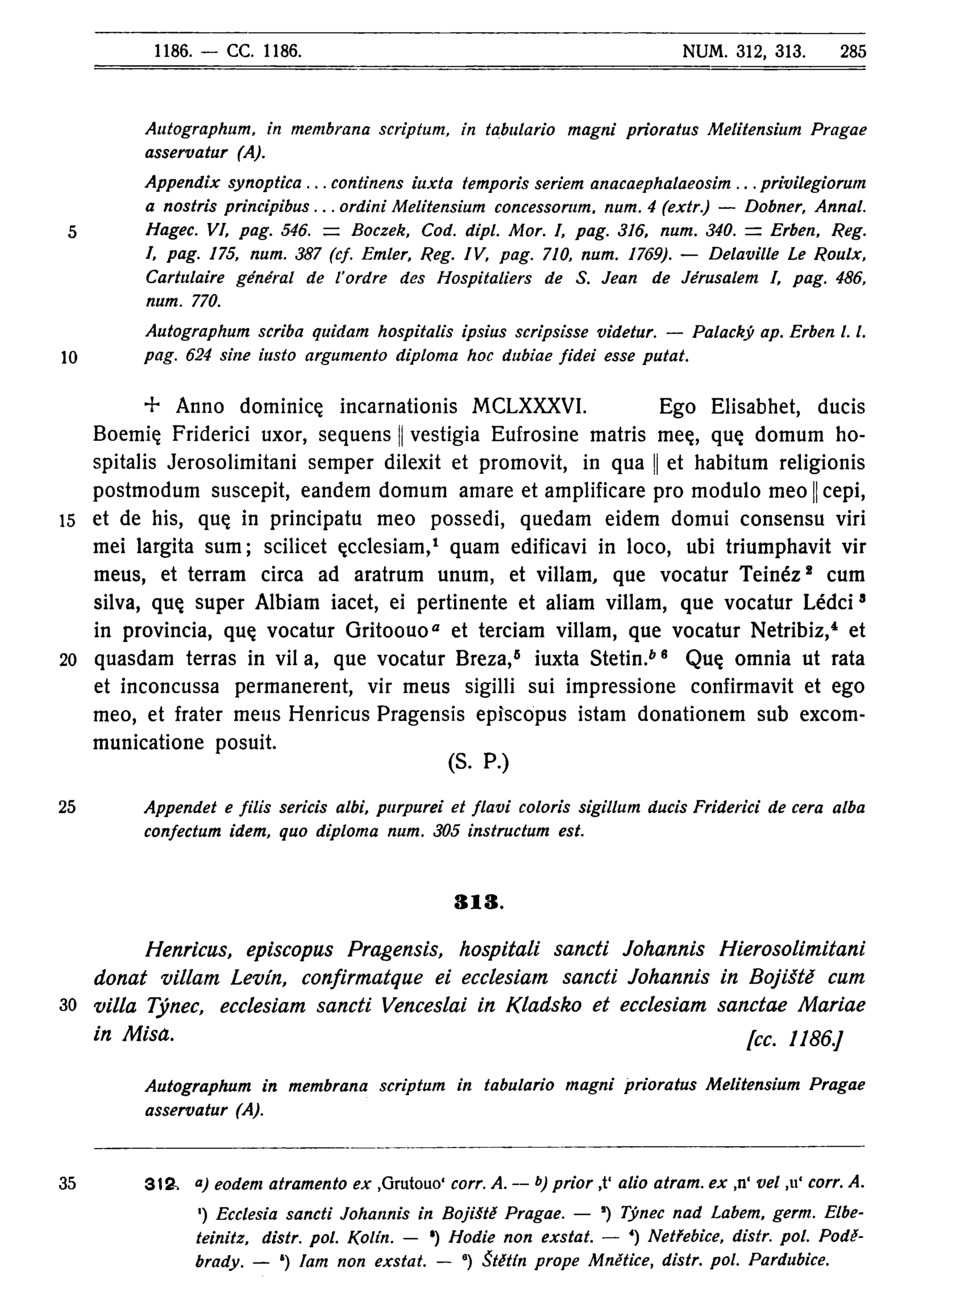 1186. — CC. 1186. NUM. 312, 313. 285
Autographum, in membrana scriptum, in tabulario magni prioratus Melitensium Pragae
asservatur (A).
Appendix synoptica ... continens iuxta temporis seriem anacaephalaeosim ... privilegiorum
a nostris principibus ... ordini Melitensium concessorum, num. 4 (extr.) — Dobner, Annal.
5 Hagec. VI, pag. 546. = Boczek, Cod. dipl. Mor. I, pag. 316, num. 340. = Erben, Reg.
I, pag. 175, num. 387 (cf. Emler, Reg. IV, pag. 710, num. 1769). — Delaville Le Roulx,
Cartulaire général de l'ordre des Hospitaliers de S. Jean de Jérusalem I, pag. 486,
num. 770.
Autographum scriba quidam hospitalis ipsius scripsisse videtur. — Palacký ap. Erben l. l.
10 pag. 624 sine iusto argumento diploma hoc dubiae fidei esse putat.
+ Anno dominicę incarnationis MCLXXXVI. Ego Elisabhet, ducis
Boemię Friderici uxor, sequens || vestigia Eufrosine matris meę, quę domum ho-
spitalis Jerosolimitani semper dilexit et promovit, in qua || et habitum religionis
postmodum suscepit, eandem domum amare et amplificare pro modulo meo || cepi,
15 et de his, quę in principatu meo possedi, quedam eidem domui consensu viri
mei largita sum; scilicet ęcclesiam,¹ quam edificavi in loco, ubi triumphavit vir
meus, et terram circa ad aratrum unum, et villam, que vocatur Teinéz² cum
silva, quę super Albiam iacet, ei pertinente et aliam villam, que vocatur Lédci³
in provincia, quę vocatur Gritoouoᵃ et terciam villam, que vocatur Netribiz,⁴ et
20 quasdam terras in vil a, que vocatur Breza,⁵ iuxta Stetin.ᵇ ⁶ Quę omnia ut rata
et inconcussa permanerent, vir meus sigilli sui impressione confirmavit et ego
meo, et frater meus Henricus Pragensis episcopus istam donationem sub excom-
municatione posuit.
(S. P.)
25 Appendet e filis sericis albi, purpurei et flavi coloris sigillum ducis Friderici de cera alba
confectum idem, quo diploma num. 305 instructum est.
313.
Henricus, episcopus Pragensis, hospitali sancti Johannis Hierosolimitani
donat villam Levín, confirmatque ei ecclesiam sancti Johannis in Bojiště cum
30 villa Týnec, ecclesiam sancti Venceslai in Kladsko et ecclesiam sanctae Mariae
in Misa. [cc. 1186.]
Autographum in membrana scriptum in tabulario magni prioratus Melitensium Pragae
asservatur (A).
35 312. a) eodem atramento ex ‚Grutouo‘ corr. A. — b) prior ‚t‘ alio atram. ex ‚n‘ vel ‚u‘ corr. A.
¹) Ecclesia sancti Johannis in Bojiště Pragae. — ²) Týnec nad Labem, germ. Elbe-
teinitz, distr. pol. Kolín. — ³) Hodie non exstat. — ⁴) Netřebice, distr. pol. Podě-
brady. — ⁵) Iam non exstat. — ⁶) Štětín prope Mnětice, distr. pol. Pardubice.